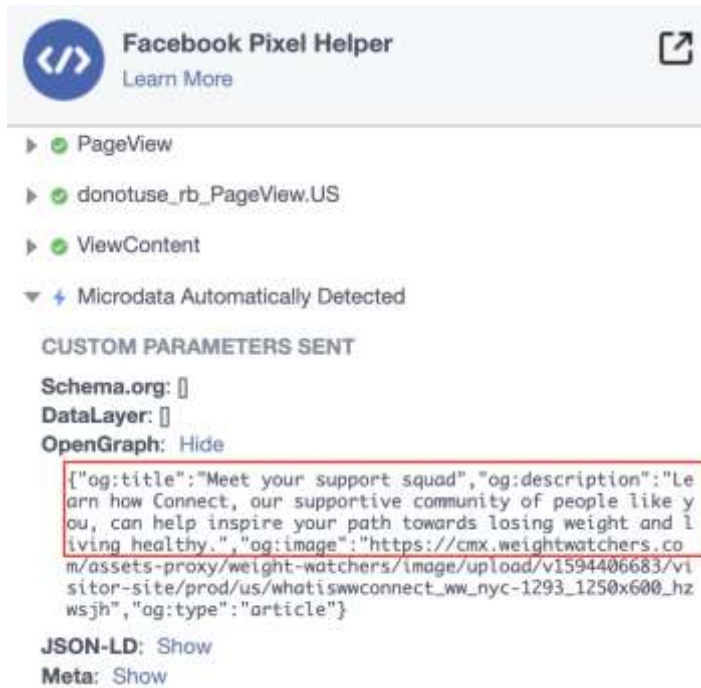 Facebook Pixel Helper
Learn More
PageView
donotuse_rb_PageView.US
ViewContent
Microdata Automatically Detected
CUSTOM PARAMETERS SENT
Schema.org: []
DataLayer: []
OpenGraph: Hide
{"og:title":"Meet your support squad","og:description":"Le
arn how Connect, our supportive community of people like y
ou, can help inspire your path towards losing weight and l
iving healthy.","og:image":"https://cmx.weightwatchers.co
m/assets-proxy/weight-watchers/image/upload/v1594406683/vi
sitor-site/prod/us/whatiswwconnect_ww_nyc-1293_1250x600_hz
wsjh","og:type":"article"}
JSON-LD: Show
Meta: Show